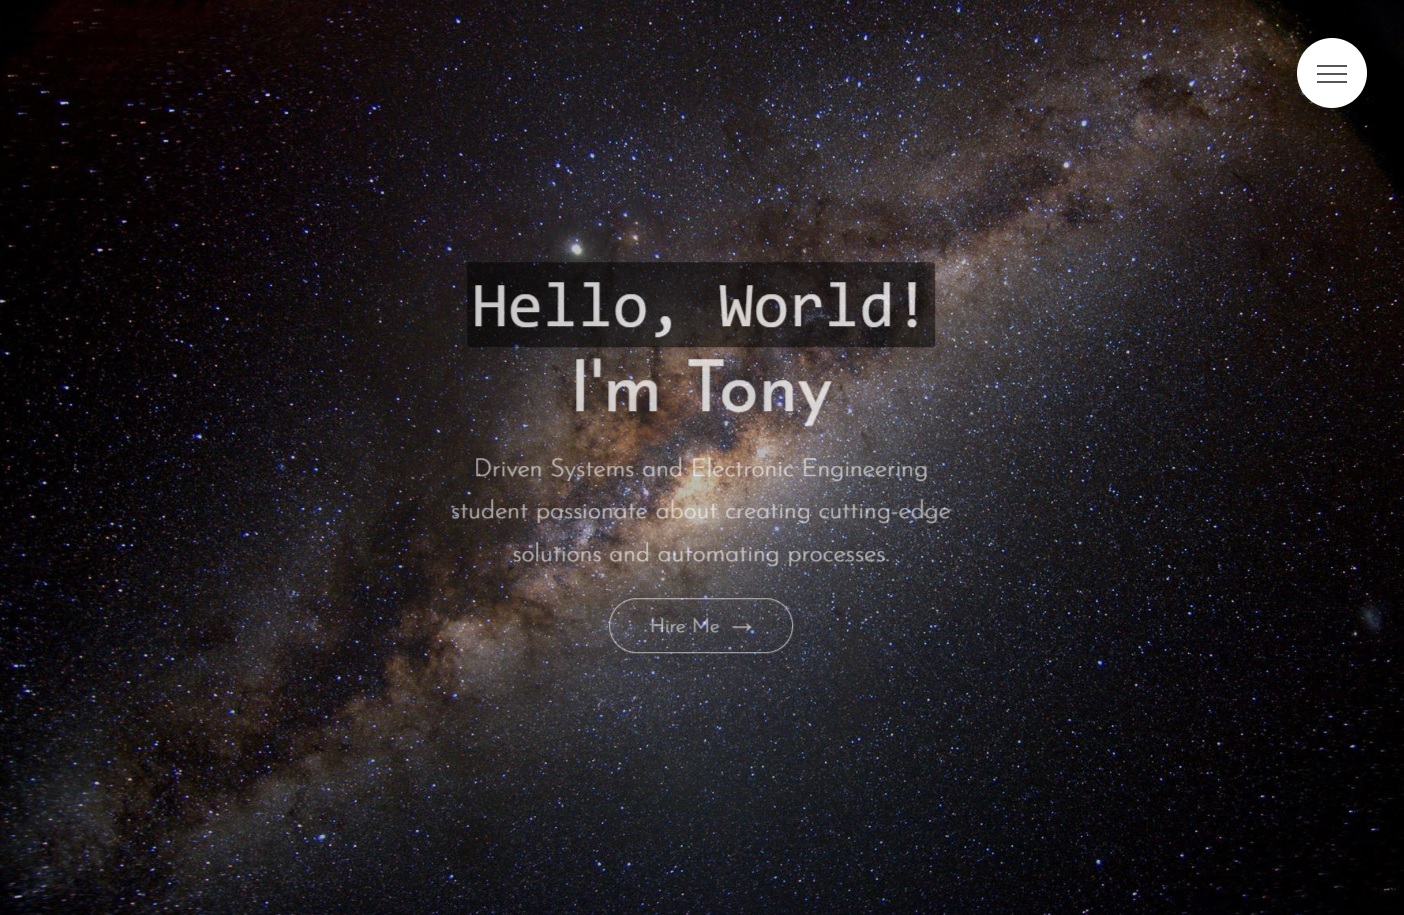 Hello, World!
I'm Tony
Driven Systems and Electronic Engineering
student passionate about creating cutting-edge
solutions and automating processes.
Hire Me →